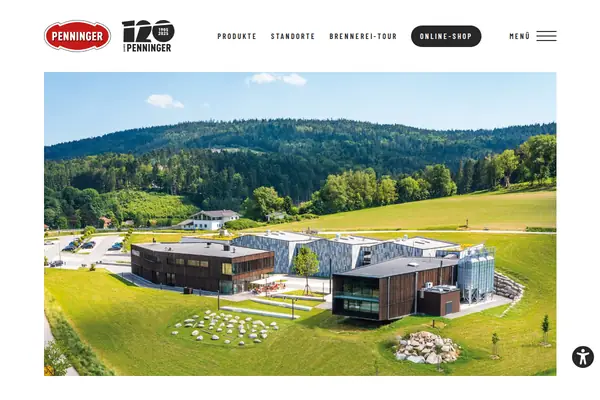 PENNINGER
120
1905
2025
PENNINGER
PRODUKTE
STANDORTE
BRENNEREI-TOUR
ONLINE-SHOP
MENÜ